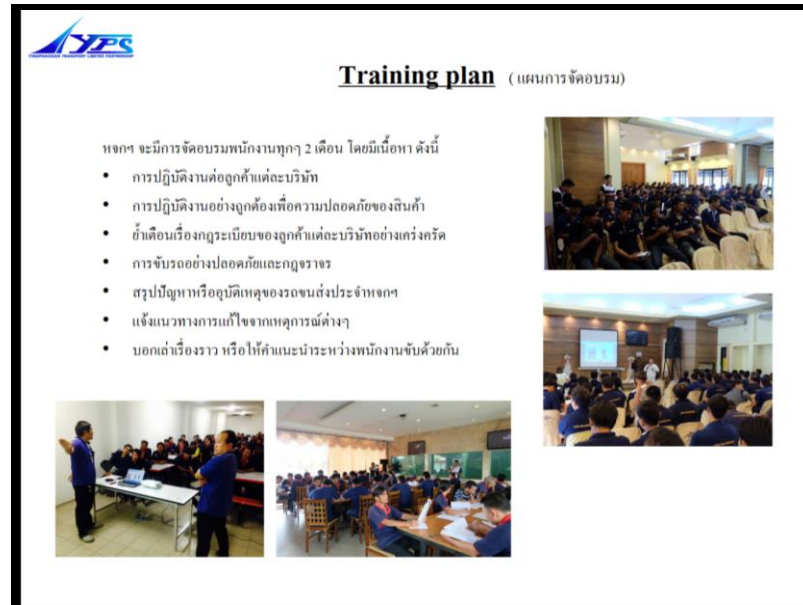 YPS
YINGPHASSAN TRANSPORT LIMITED PARTNERSHIP
Training plan (แผนการจัดอบรม)
หจกฯ จะมีการจัดอบรมพนักงานทุกๆ 2 เดือน โดยมีเนื้อหา ดังนี้
• การปฏิบัติงานต่อลูกค้าแต่ละบริษัท
• การปฏิบัติงานอย่างถูกต้องเพื่อความปลอดภัยของสินค้า
• ย้ำเตือนเรื่องกฎระเบียบของลูกค้าแต่ละบริษัทอย่างเคร่งครัด
• การขับรถอย่างปลอดภัยและกฎจราจร
• สรุปปัญหาหรืออุบัติเหตุของรถขนส่งประจำหจกฯ
• แจ้งแนวทางการแก้ไขจากเหตุการณ์ต่างๆ
• บอกเล่าเรื่องราว หรือให้คำแนะนำระหว่างพนักงานขับด้วยกัน